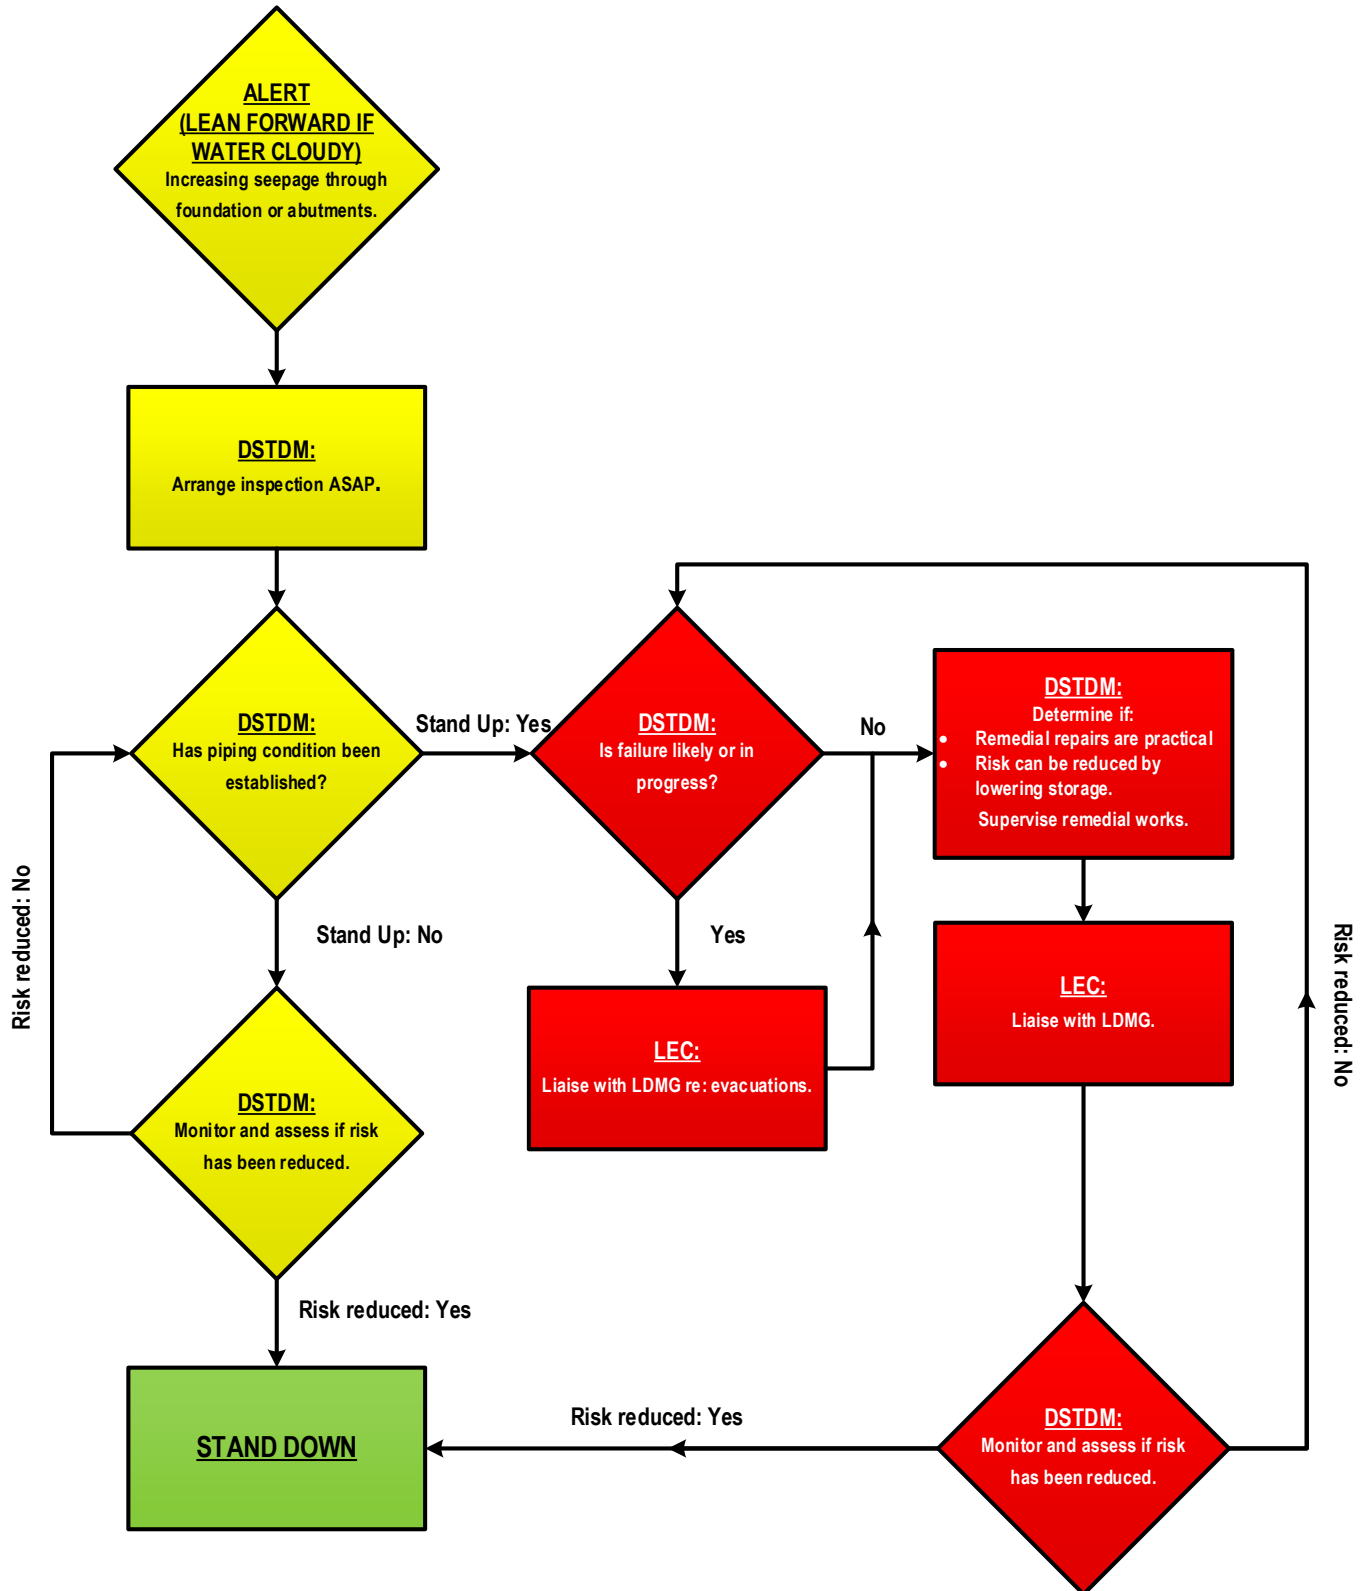 ALERT
(LEAN FORWARD IF
WATER CLOUDY)
Increasing seepage through
foundation or abutments.
DSTDM:
Arrange inspection ASAP.
DSTDM:
Has piping condition been
established?
Stand Up: Yes
DSTDM:
Is failure likely or in
progress?
No
DSTDM:
Determine if:
• Remedial repairs are practical
• Risk can be reduced by
lowering storage.
Supervise remedial works.
Risk reduced: No
Stand Up: No
Yes
LEC:
Liaise with LDMG re: evacuations.
LEC:
Liaise with LDMG.
Risk reduced: No
DSTDM:
Monitor and assess if risk
has been reduced.
Risk reduced: Yes
STAND DOWN
Risk reduced: Yes
DSTDM:
Monitor and assess if risk
has been reduced.